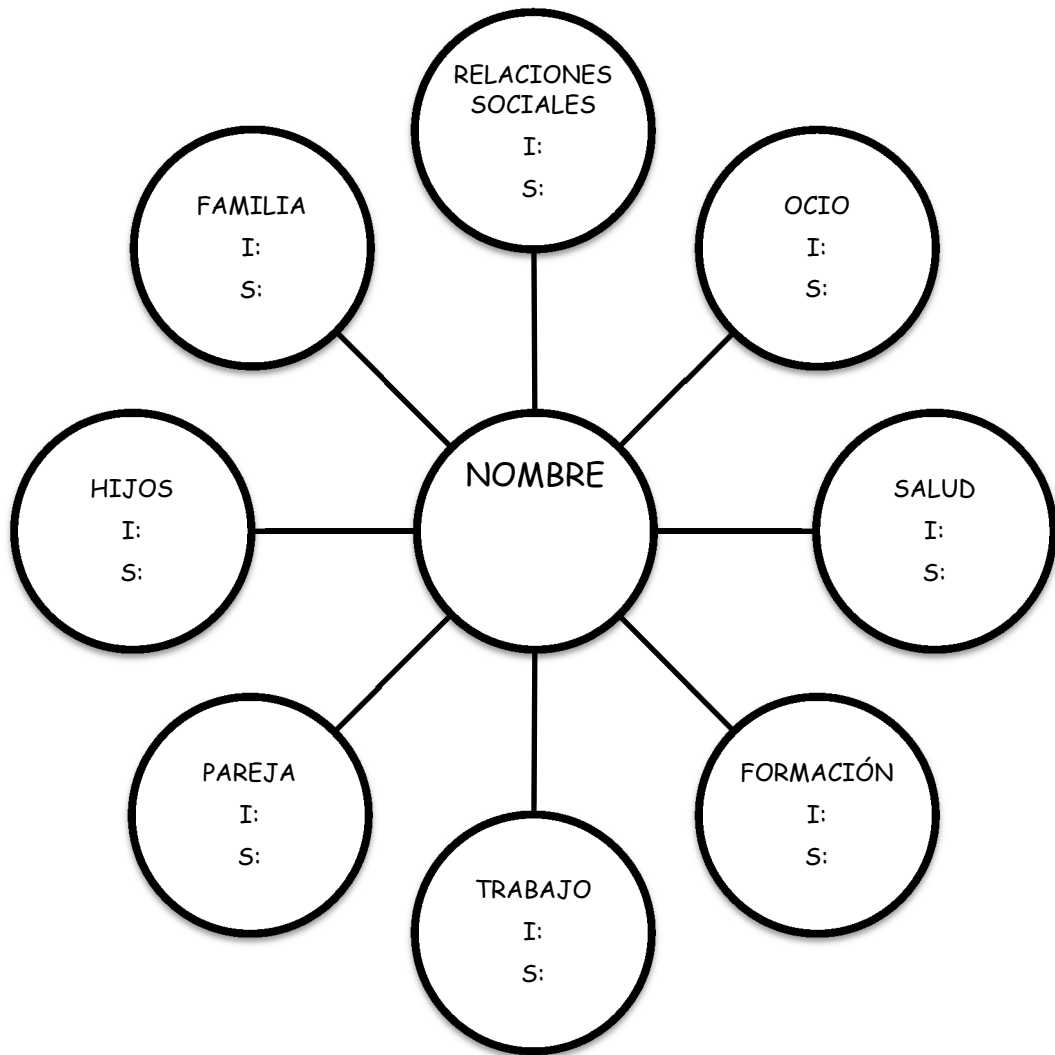 RELACIONES
SOCIALES
I:
S:
FAMILIA
I:
S:
OCIO
I:
S:
HIJOS
I:
S:
NOMBRE
SALUD
I:
S:
PAREJA
I:
S:
FORMACIÓN
I:
S:
TRABAJO
I:
S: